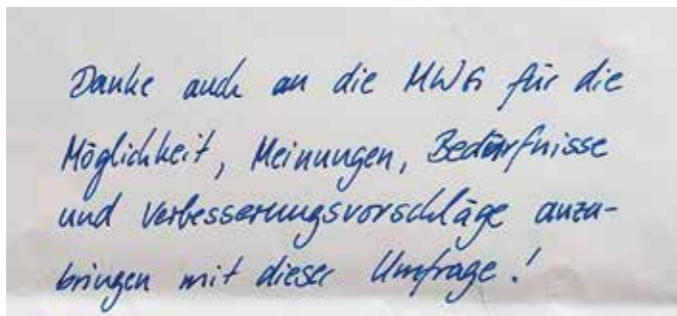 Danke auch an die MWG für die
Möglichkeit, Meinungen, Bedürfnisse
und Verbesserungsvorschläge anzu-
bringen mit dieser Umfrage!